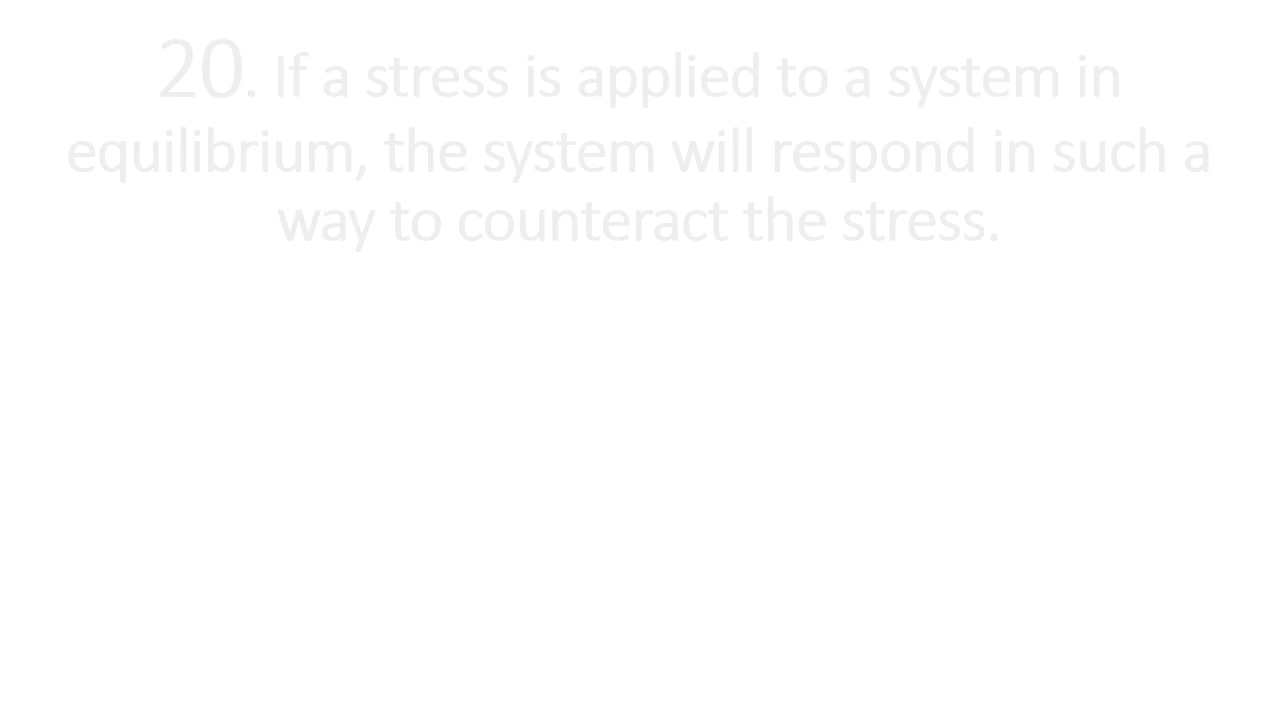 20. If a stress is applied to a system in
equilibrium, the system will respond in such a
way to counteract the stress.